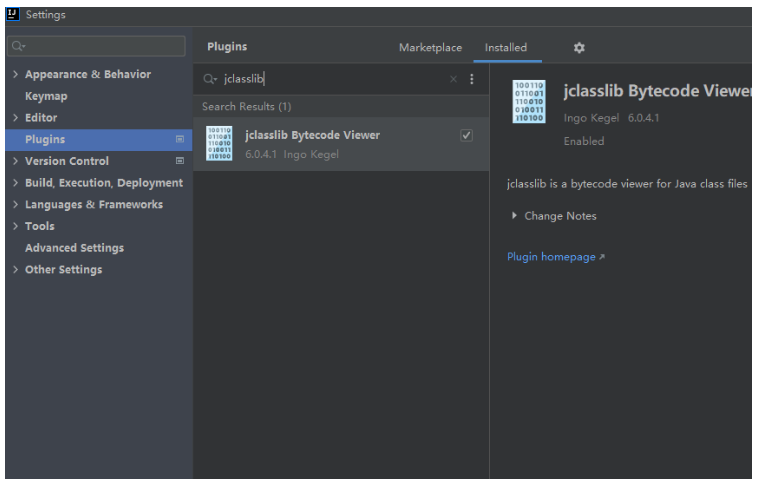 Settings
Plugins
Marketplace
Installed
jclasslib
Search Results (1)
jclasslib Bytecode Viewer
6.0.4.1 Ingo Kegel
Appearance & Behavior
Keymap
Editor
Plugins
Version Control
Build, Execution, Deployment
Languages & Frameworks
Tools
Advanced Settings
Other Settings
jclasslib Bytecode Viewer
Ingo Kegel 6.0.4.1
Enabled
jclasslib is a bytecode viewer for Java class files
Change Notes
Plugin homepage